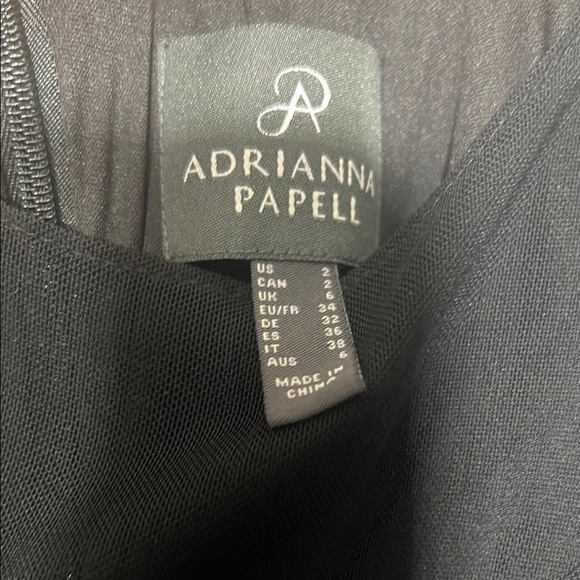 ADRIANNA
PAPELL
US 2
CAN 2
UK 6
EU/FR 34
DE 32
ES 36
IT 38
AUS 6
MADE IN
CHINA